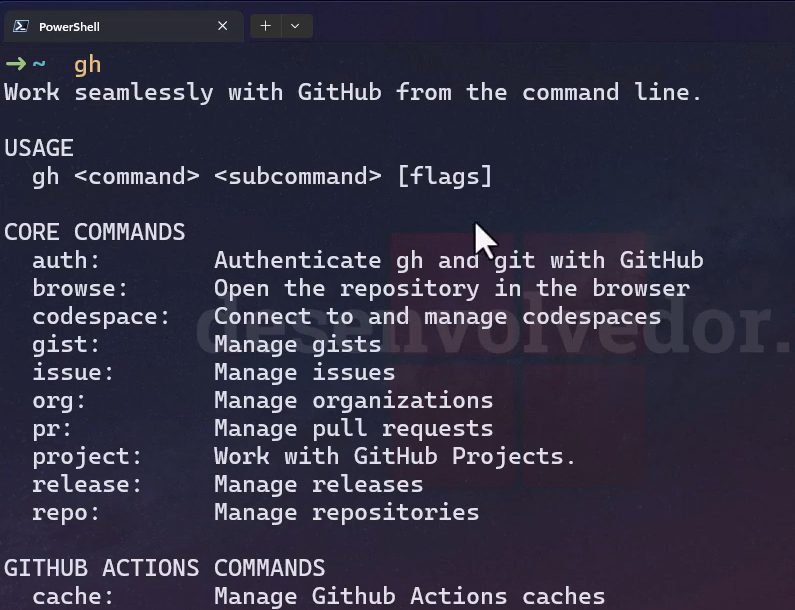 PowerShell
~ gh
Work seamlessly with GitHub from the command line.
USAGE
gh <command> <subcommand> [flags]
CORE COMMANDS
auth: Authenticate gh and git with GitHub
browse: Open the repository in the browser
codespace: Connect to and manage codespaces
gist: Manage gists
issue: Manage issues
org: Manage organizations
pr: Manage pull requests
project: Work with GitHub Projects.
release: Manage releases
repo: Manage repositories
GITHUB ACTIONS COMMANDS
cache: Manage Github Actions caches
desenvolvedor.